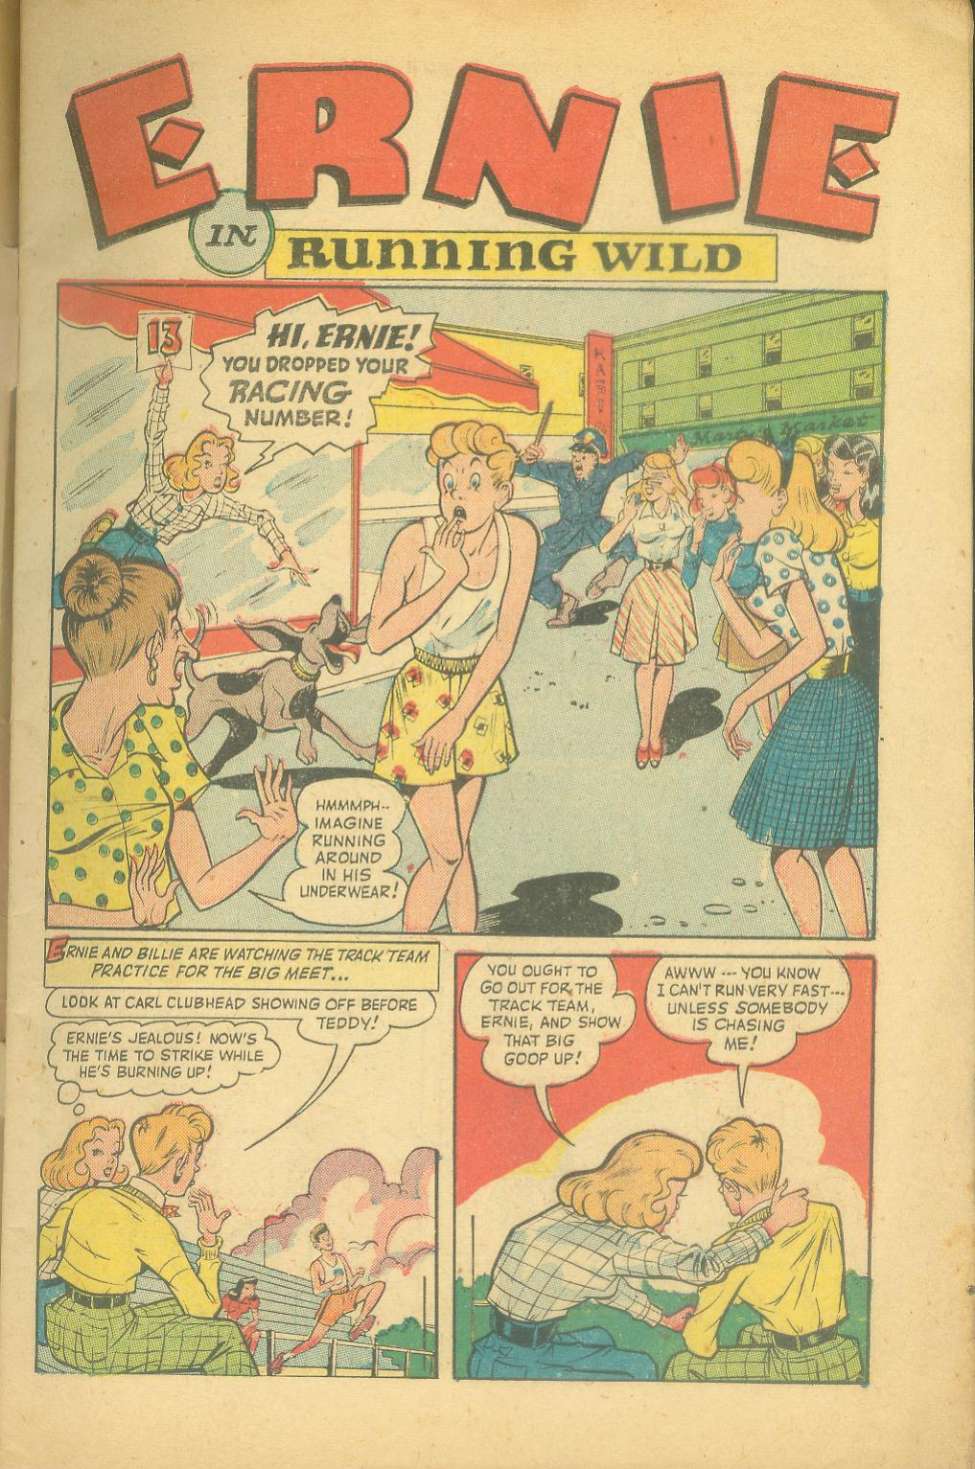 ERNIE
IN
RUNNING WILD
13
HI, ERNIE!
YOU DROPPED YOUR
RACING
NUMBER!
Market
HMMMPH--
IMAGINE
RUNNING
AROUND
IN HIS
UNDERWEAR!
ERNIE AND BILLIE ARE WATCHING THE TRACK TEAM
PRACTICE FOR THE BIG MEET...
LOOK AT CARL CLUBHEAD SHOWING OFF BEFORE
TEDDY!
ERNIE'S JEALOUS! NOW'S
THE TIME TO STRIKE WHILE
HE'S BURNING UP!
YOU OUGHT TO
GO OUT FOR THE
TRACK TEAM,
ERNIE, AND SHOW
THAT BIG
GOOP UP!
AWWW --- YOU KNOW
I CAN'T RUN VERY FAST---
UNLESS SOMEBODY
IS CHASING
ME!